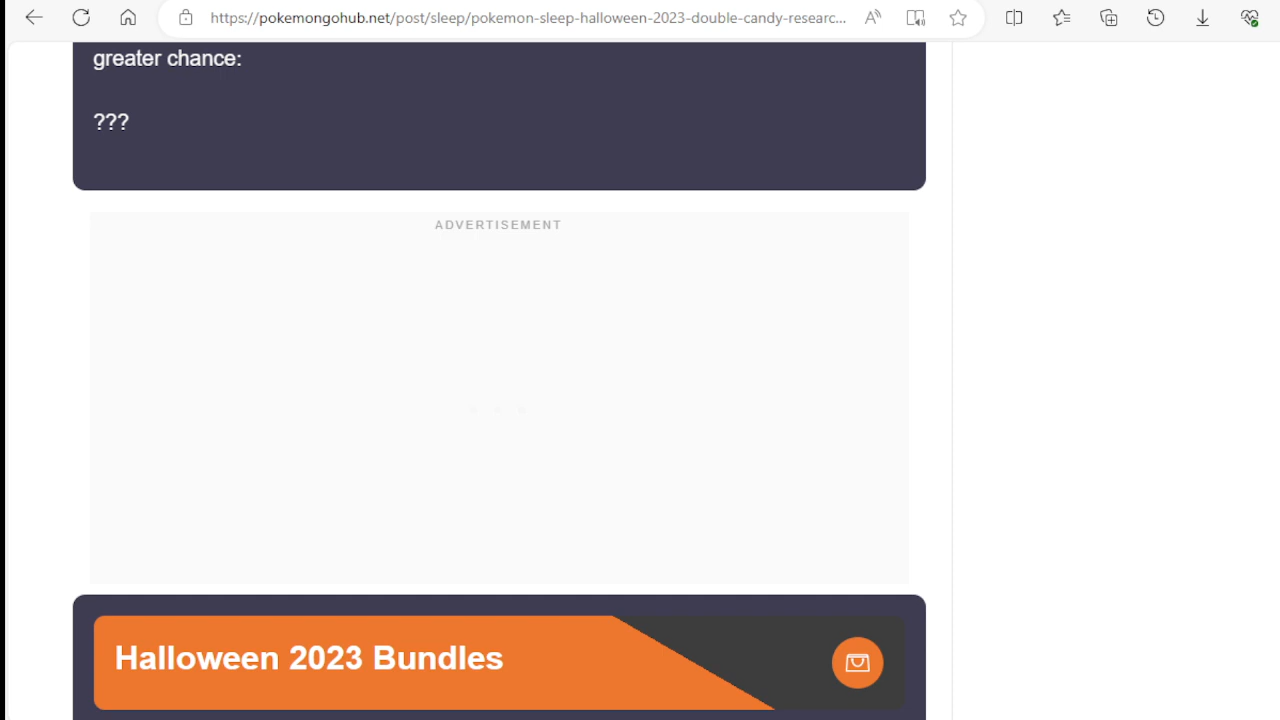 https://pokemongohub.net/post/sleep/pokemon-sleep-halloween-2023-double-candy-researc...
greater chance:
???
ADVERTISEMENT
Halloween 2023 Bundles